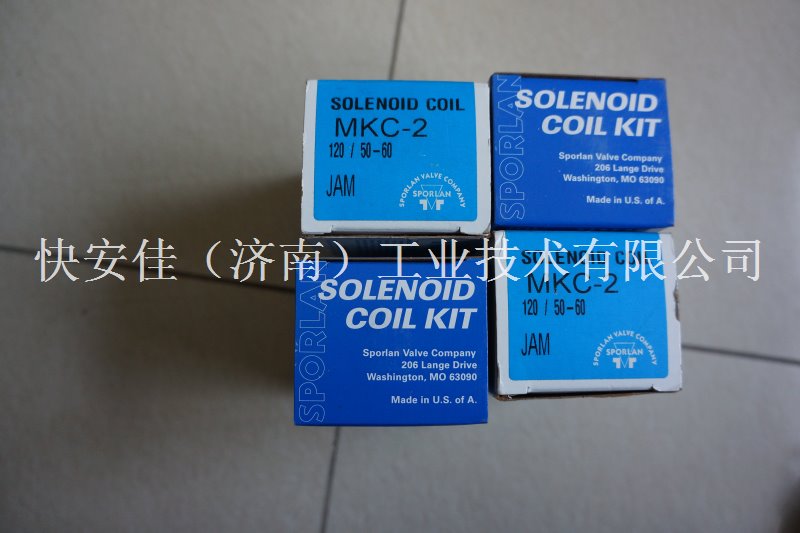 SOLENOID COIL
MKC-2
120 / 50-60
JAM
SPORLAN VALVE COMPANY
SPORLAN
SPORLAN
SOLENOID
COIL KIT
Sporlan Valve Company
206 Lange Drive
Washington, MO 63090
Made in U.S. of A.
快安佳（济南）工业技术有限公司
SPORLAN
SOLENOID
COIL KIT
Sporlan Valve Company
206 Lange Drive
Washington, MO 63090
Made in U.S. of A.
SOLENOID COIL
MKC-2
120 / 50-60
JAM
SPORLAN VALVE COMPANY
SPORLAN